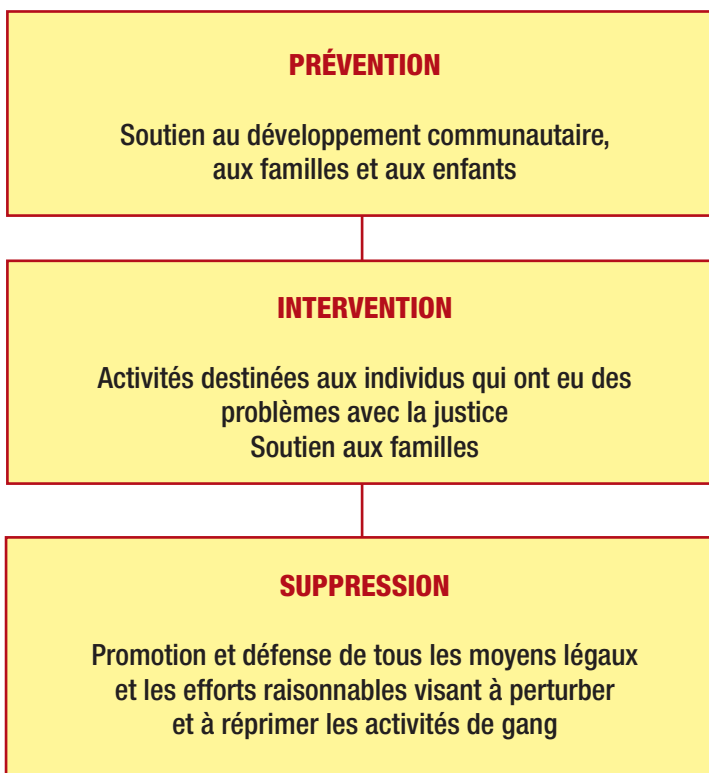 PRÉVENTION
Soutien au développement communautaire,
aux familles et aux enfants
INTERVENTION
Activités destinées aux individus qui ont eu des
problèmes avec la justice
Soutien aux familles
SUPPRESSION
Promotion et défense de tous les moyens légaux
et les efforts raisonnables visant à perturber
et à réprimer les activités de gang